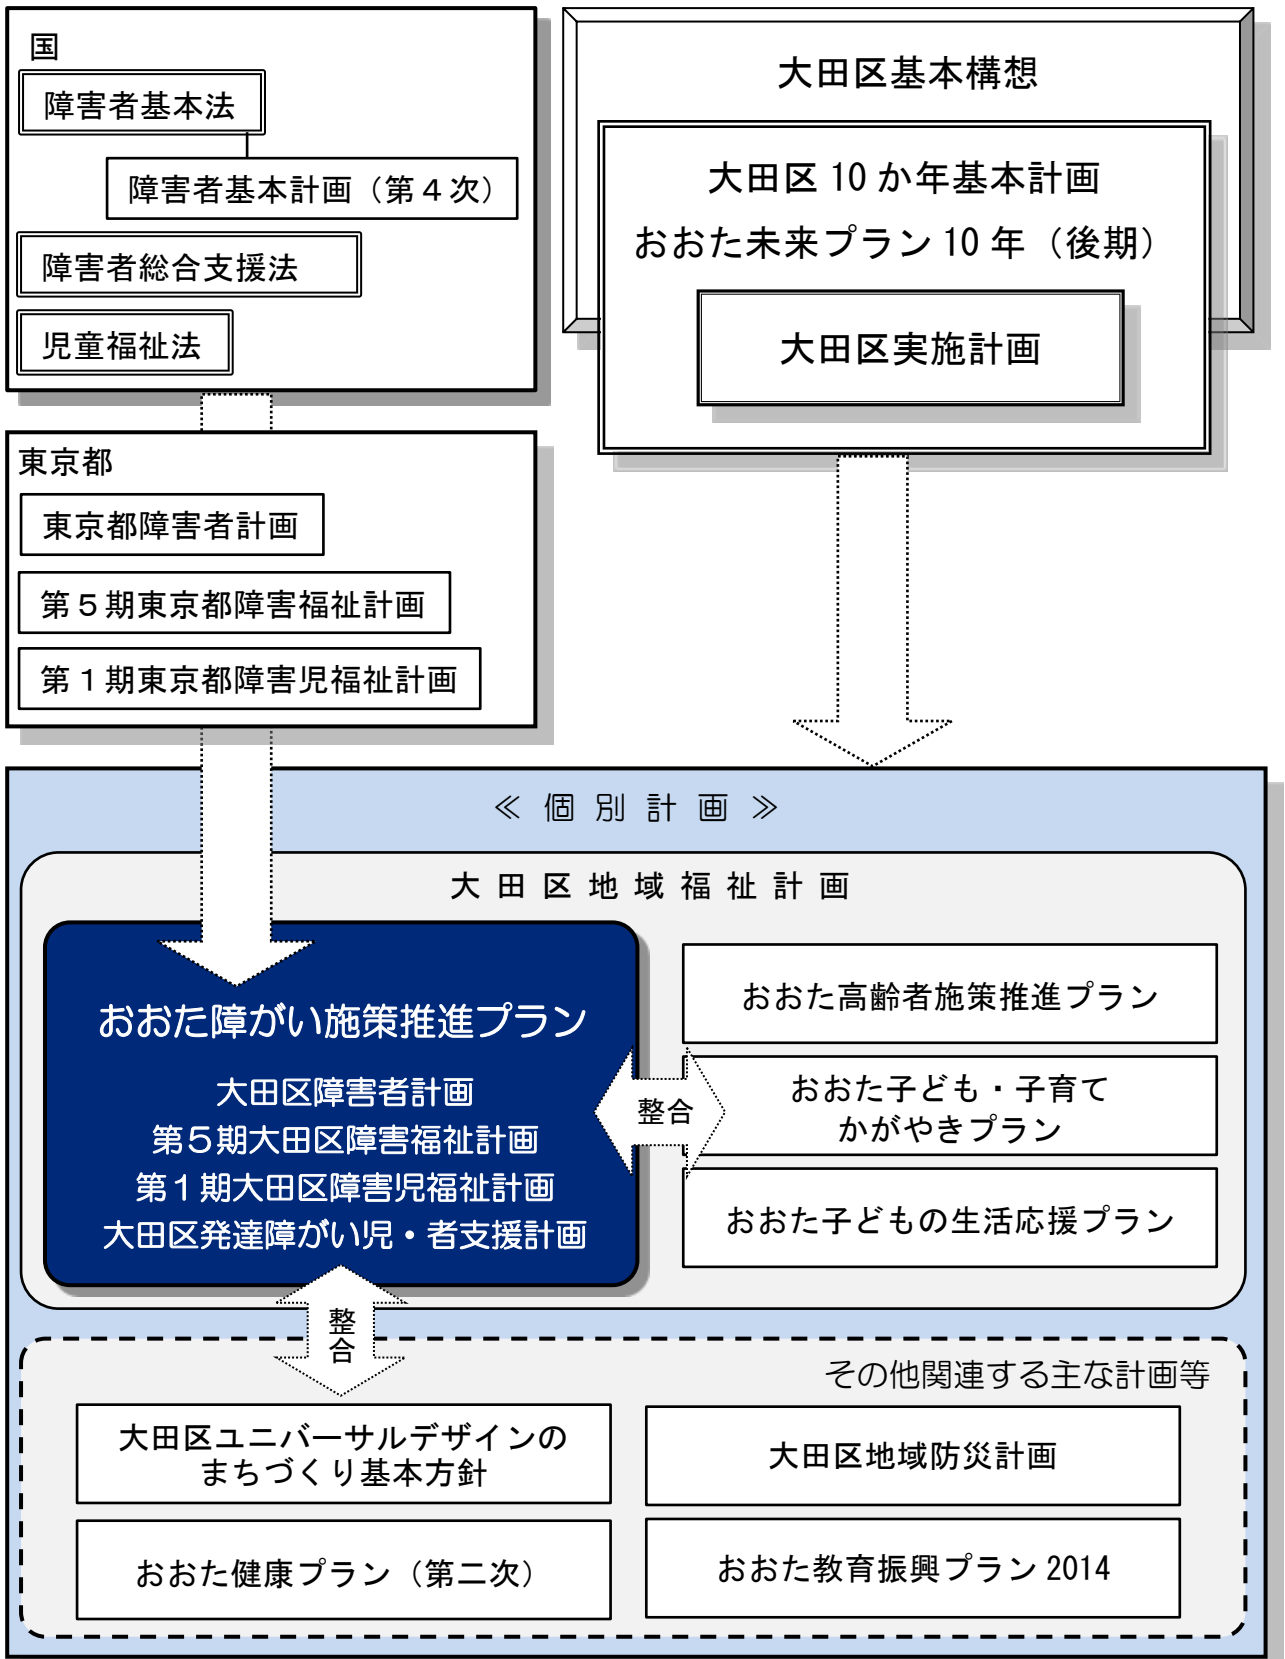 国
障害者基本法
障害者基本計画（第４次）
障害者総合支援法
児童福祉法
大田区基本構想
大田区 10 か年基本計画
おおた未来プラン 10 年（後期）
大田区実施計画
東京都
東京都障害者計画
第５期東京都障害福祉計画
第１期東京都障害児福祉計画
≪個別計画≫
大田区地域福祉計画
おおた障がい施策推進プラン
大田区障害者計画
第５期大田区障害福祉計画
第１期大田区障害児福祉計画
大田区発達障がい児・者支援計画
整合
おおた高齢者施策推進プラン
おおた子ども・子育て
かがやきプラン
おおた子どもの生活応援プラン
整合
その他関連する主な計画等
大田区ユニバーサルデザインの
まちづくり基本方針
大田区地域防災計画
おおた健康プラン（第二次）
おおた教育振興プラン 2014